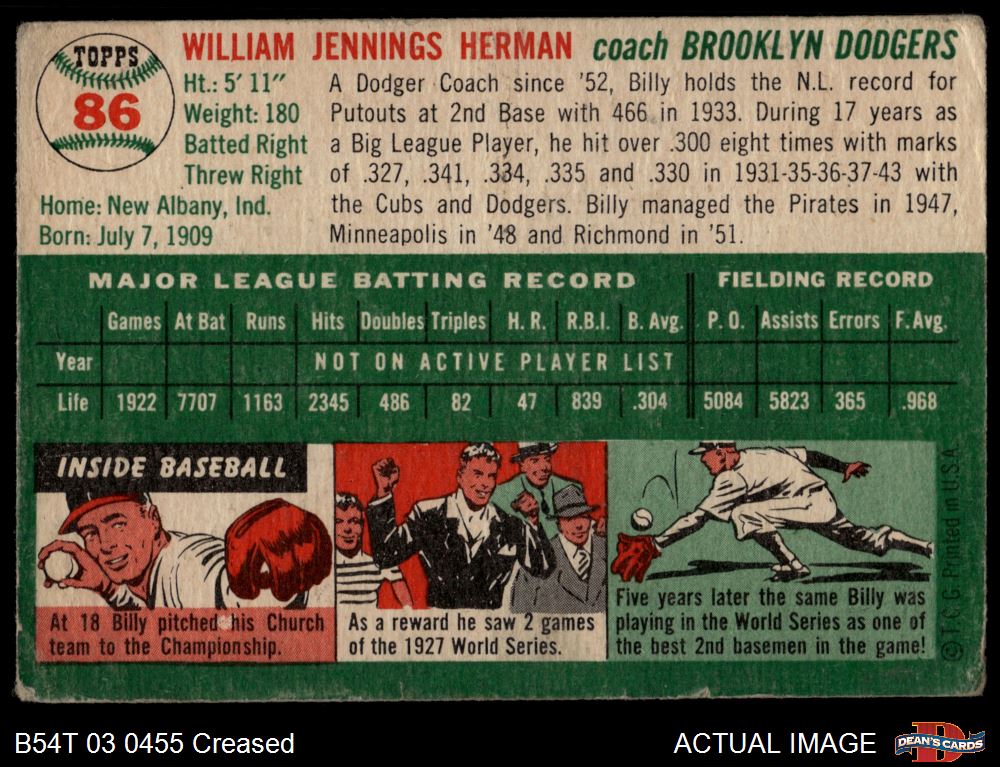 TOPPS
86
WILLIAM JENNINGS HERMAN coach BROOKLYN DODGERS
Ht.: 5' 11"
Weight: 180
Batted Right
Threw Right
Home: New Albany, Ind.
Born: July 7, 1909
A Dodger Coach since '52, Billy holds the N.L. record for
Putouts at 2nd Base with 466 in 1933. During 17 years as
a Big League Player, he hit over .300 eight times with marks
of .327, .341, .334, .335 and .330 in 1931-35-36-37-43 with
the Cubs and Dodgers. Billy managed the Pirates in 1947,
Minneapolis in '48 and Richmond in '51.
MAJOR LEAGUE BATTING RECORD FIELDING RECORD
Games At Bat Runs Hits Doubles Triples H. R. R.B.I. B. Avg. P. O. Assists Errors F. Avg.
Year NOT ON ACTIVE PLAYER LIST
Life 1922 7707 1163 2345 486 82 47 839 .304 5084 5823 365 .968
INSIDE BASEBALL
At 18 Billy pitched his Church
team to the Championship.
As a reward he saw 2 games
of the 1927 World Series.
Five years later the same Billy was
playing in the World Series as one of
the best 2nd basemen in the game!
© T. C. G. Printed in U.S.A.
B54T 03 0455 Creased
ACTUAL IMAGE
DEAN'S CARDS